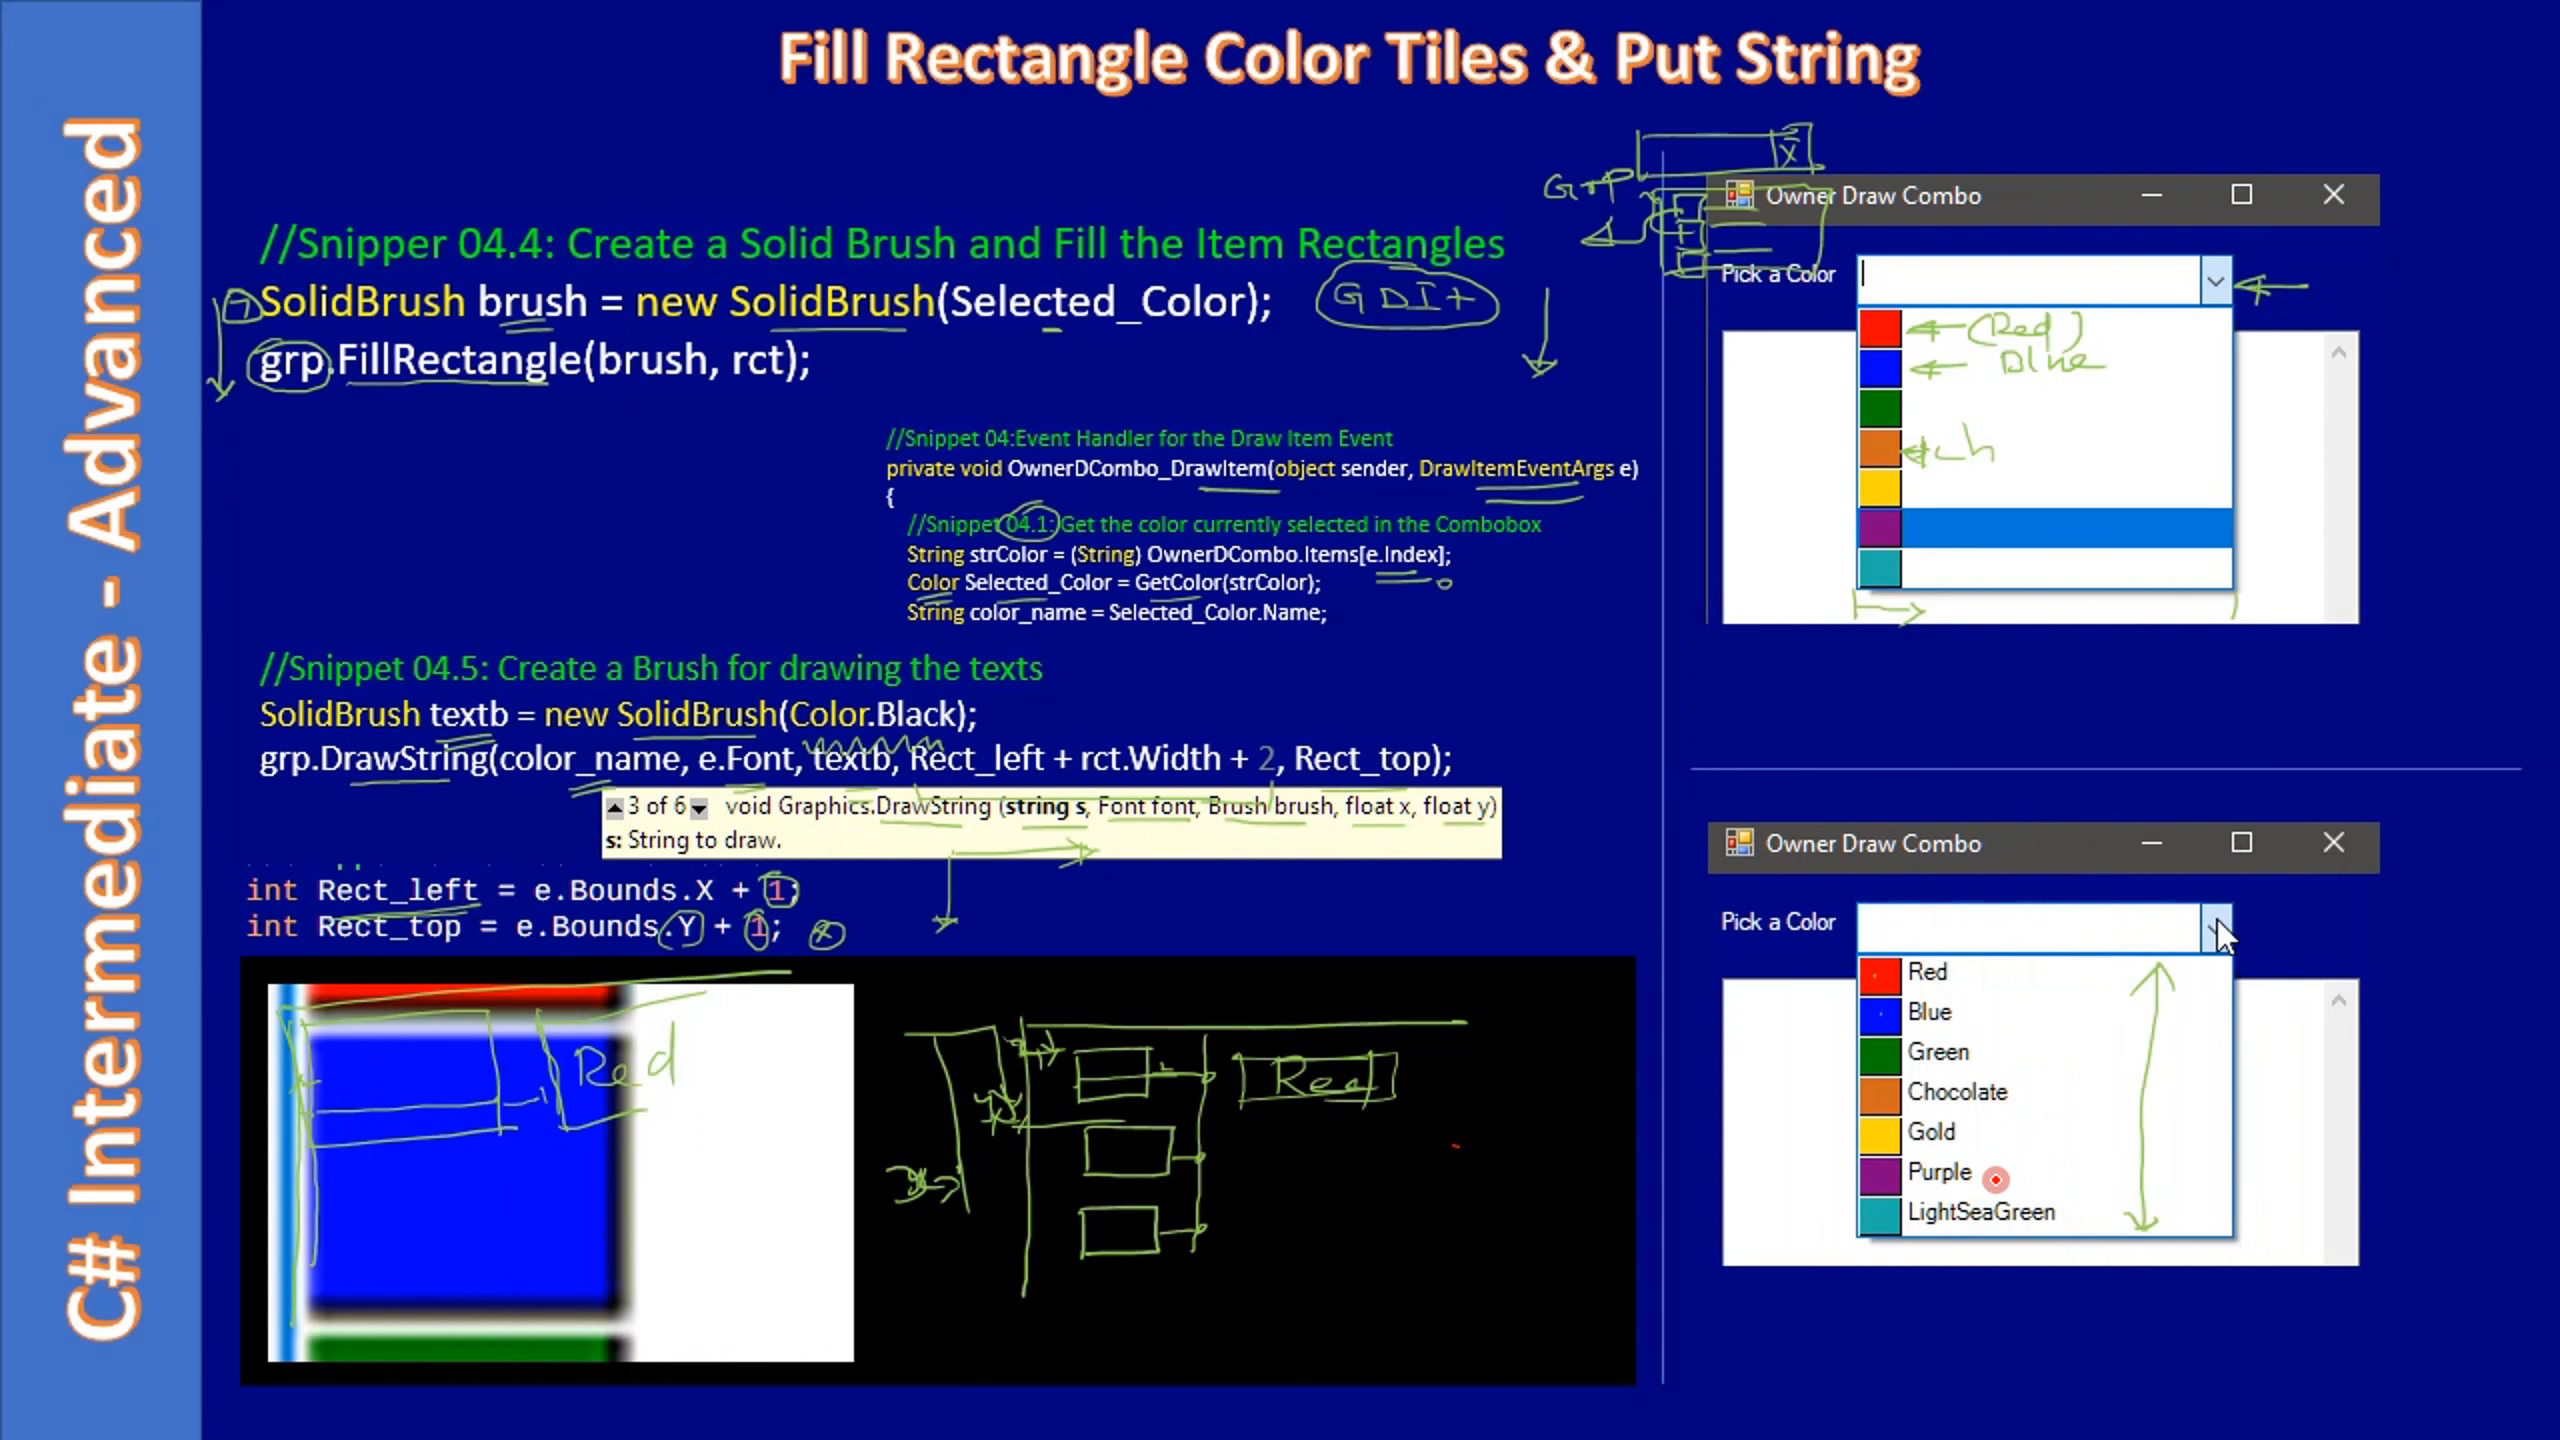 Fill Rectangle Color Tiles & Put String
C# Intermediate - Advanced
//Snipper 04.4: Create a Solid Brush and Fill the Item Rectangles
SolidBrush brush = new SolidBrush(Selected_Color);
GDI+
grp.FillRectangle(brush, rct);
//Snippet 04:Event Handler for the Draw Item Event
private void OwnerDCombo_DrawItem(object sender, DrawItemEventArgs e)
{
//Snippet 04.1: Get the color currently selected in the Combobox
String strColor = (String) OwnerDCombo.Items[e.Index];
Color Selected_Color = GetColor(strColor);
String color_name = Selected_Color.Name;
//Snippet 04.5: Create a Brush for drawing the texts
SolidBrush textb = new SolidBrush(Color.Black);
grp.DrawString(color_name, e.Font, textb, Rect_left + rct.Width + 2, Rect_top);
3 of 6 void Graphics.DrawString (string s, Font font, Brush brush, float x, float y)
s: String to draw.
int Rect_left = e.Bounds.X + 1;
int Rect_top = e.Bounds.Y + 1;
Red
Red
Grp
Owner Draw Combo
Pick a Color
(Red)
Blue
Owner Draw Combo
Pick a Color
Red
Blue
Green
Chocolate
Gold
Purple
LightSeaGreen